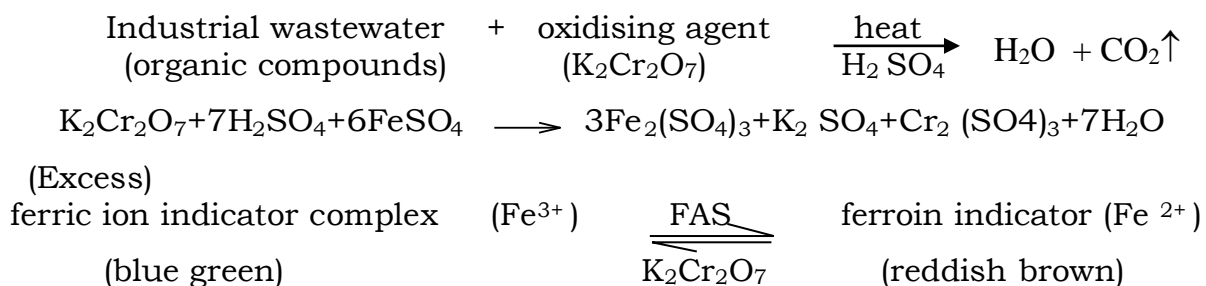 Industrial wastewater + oxidising agent heat H₂O + CO₂↑
(organic compounds) (K₂Cr₂O₇) H₂ SO₄
K₂Cr₂O₇+7H₂SO₄+6FeSO₄ → 3Fe₂(SO₄)₃+K₂ SO₄+Cr₂ (SO4)₃+7H₂O
(Excess)
ferric ion indicator complex (Fe³⁺) FAS ferroin indicator (Fe ²⁺)
(blue green) K₂Cr₂O₇ (reddish brown)